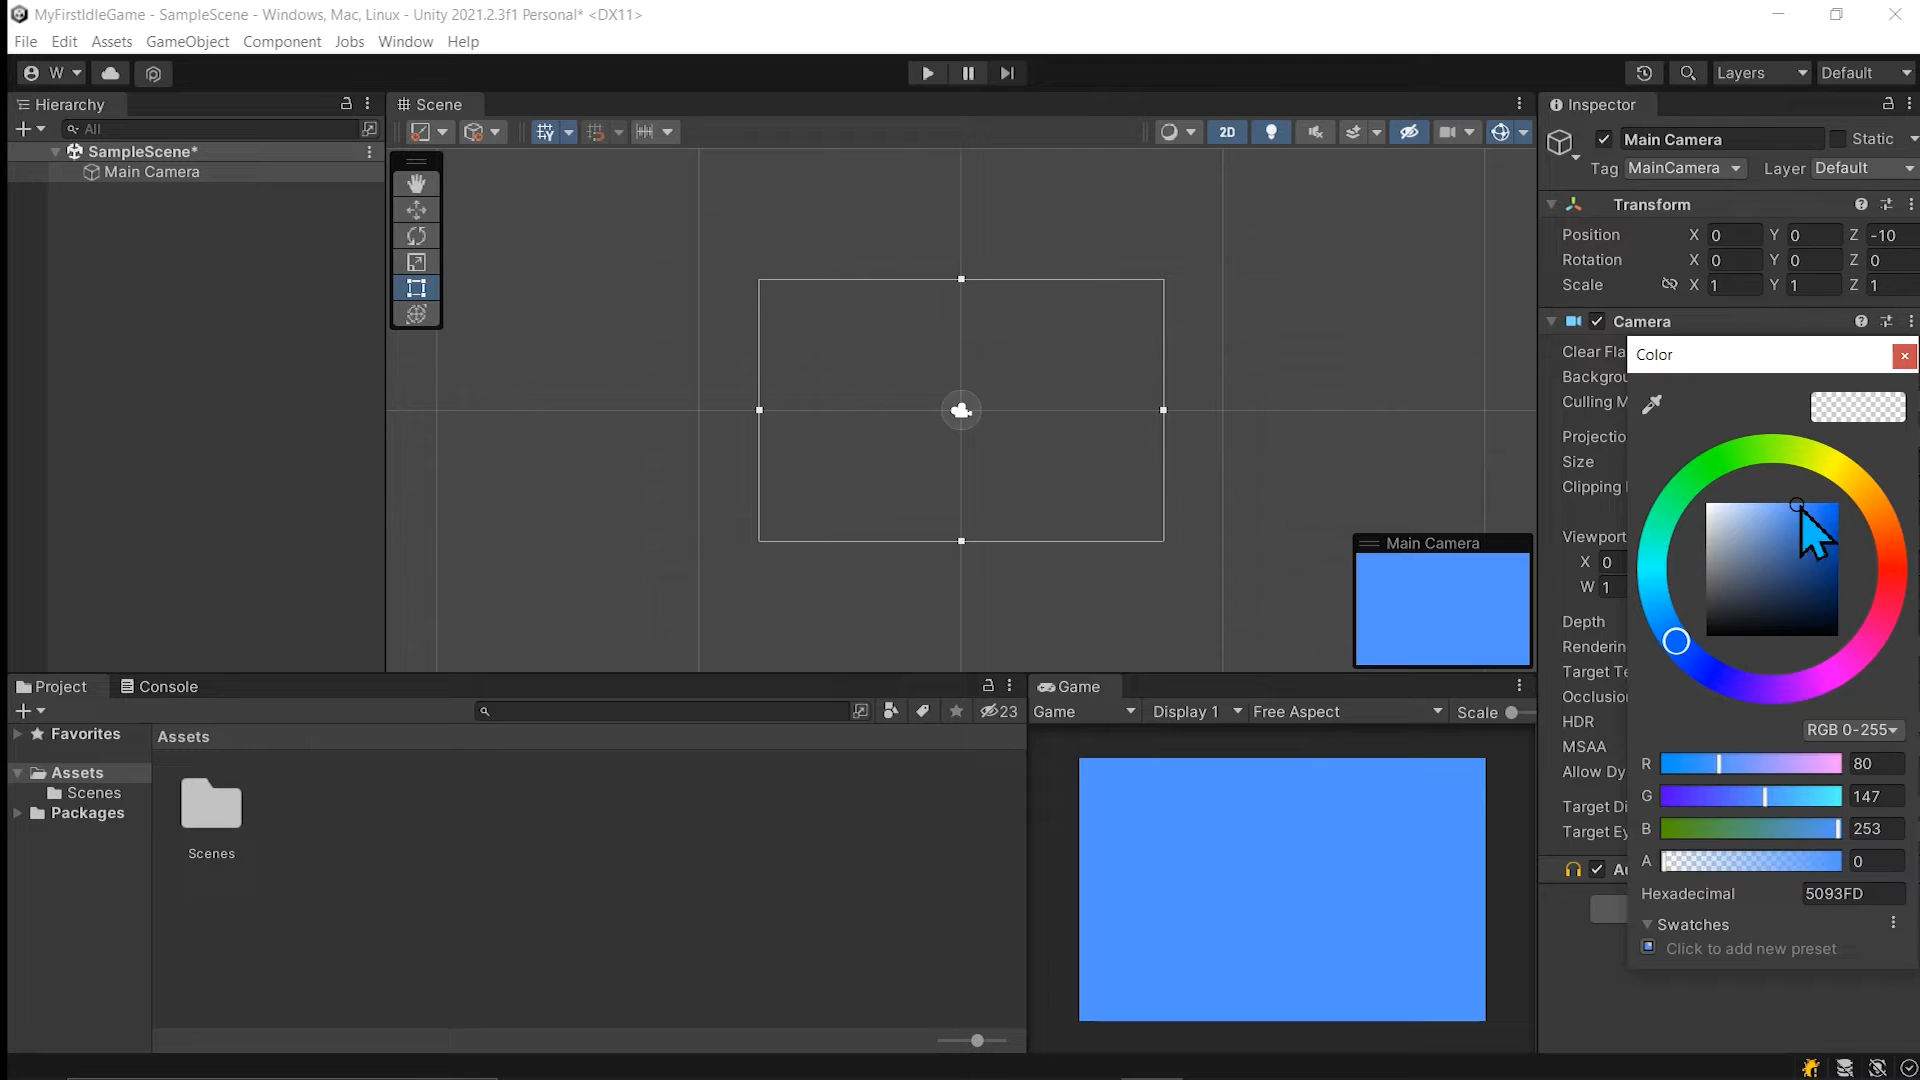 MyFirstIdleGame - SampleScene - Windows, Mac, Linux - Unity 2021.2.3f1 Personal* <DX11>
File Edit Assets GameObject Component Jobs Window Help
W Layers Default
Hierarchy
All
SampleScene*
Main Camera
Scene
2D
Main Camera
Inspector
Main Camera Static
Tag MainCamera Layer Default
Transform
Position X 0 Y 0 Z -10
Rotation X 0 Y 0 Z 0
Scale X 1 Y 1 Z 1
Camera
Clear Fla
Backgrou
Culling M
Projectio
Size
Clipping
Viewport
X 0
W 1
Depth
Renderin
Target Te
Occlusio
HDR
MSAA
Allow Dy
Target Di
Target Ey
Au
Color
RGB 0-255
R 80
G 147
B 253
A 0
Hexadecimal 5093FD
Swatches
Click to add new preset
Project Console
23
Favorites
Assets
Scenes
Packages
Assets
Scenes
Game
Game Display 1 Free Aspect Scale